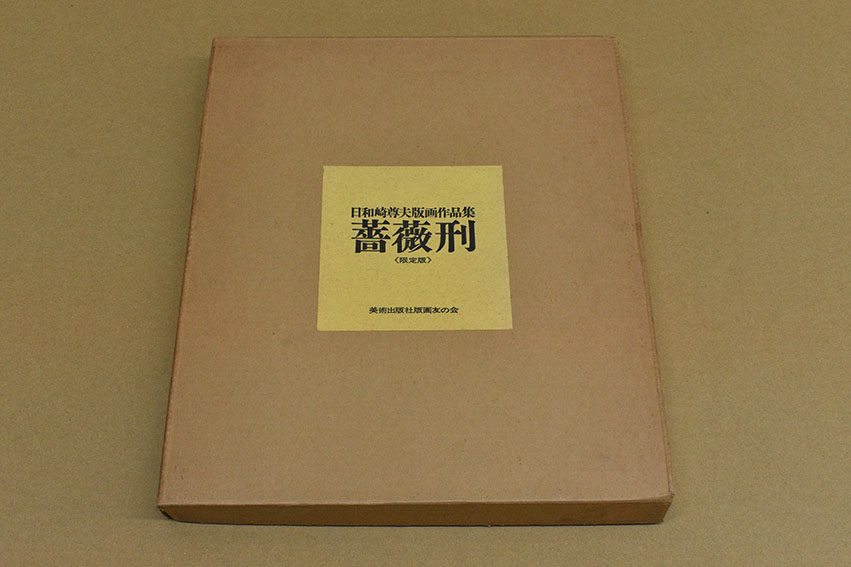 日和崎尊夫版画作品集
薔薇刑
《限定版》
美術出版社版画友の会